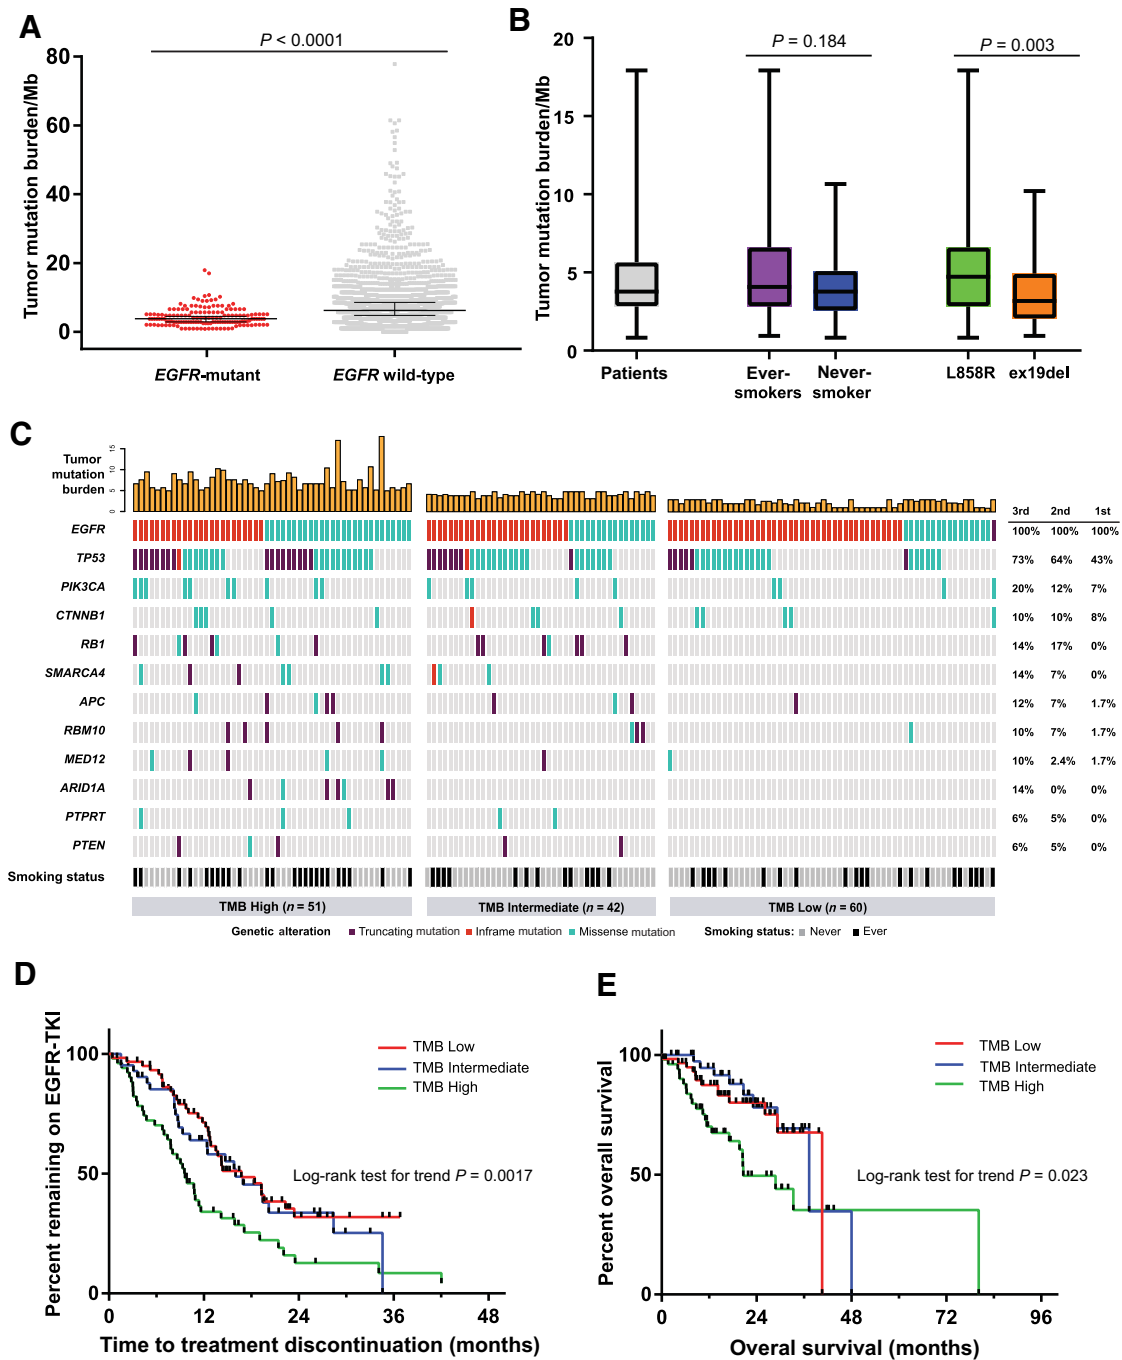 A
P < 0.0001
Tumor mutation burden/Mb
80
60
40
20
0
EGFR-mutant
EGFR wild-type
B
P = 0.184
P = 0.003
Tumor mutation burden/Mb
20
15
10
5
0
Patients
Ever-
smokers
Never-
smoker
L858R
ex19del
C
Tumor
mutation
burden
15
10
5
0
3rd 2nd 1st
EGFR 100% 100% 100%
TP53 73% 64% 43%
PIK3CA 20% 12% 7%
CTNNB1 10% 10% 8%
RB1 14% 17% 0%
SMARCA4 14% 7% 0%
APC 12% 7% 1.7%
RBM10 10% 7% 1.7%
MED12 10% 2.4% 1.7%
ARID1A 14% 0% 0%
PTPRT 6% 5% 0%
PTEN 6% 5% 0%
Smoking status
TMB High (n = 51)
TMB Intermediate (n = 42)
TMB Low (n = 60)
Genetic alteration Truncating mutation Inframe mutation Missense mutation Smoking status: Never Ever
D
Percent remaining on EGFR-TKI
100
50
0
TMB Low
TMB Intermediate
TMB High
Log-rank test for trend P = 0.0017
0 12 24 36 48
Time to treatment discontinuation (months)
E
Percent overall survival
100
50
0
TMB Low
TMB Intermediate
TMB High
Log-rank test for trend P = 0.023
0 24 48 72 96
Overal survival (months)